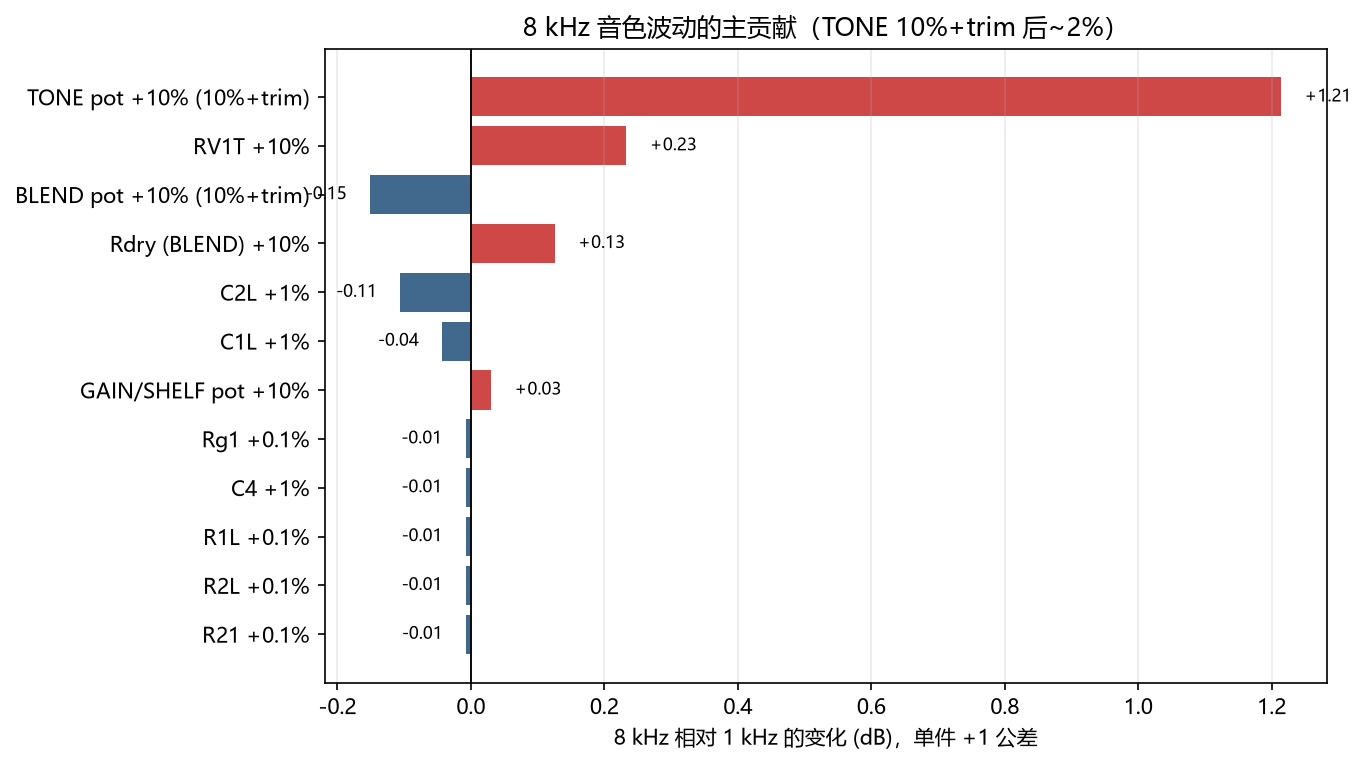 8 kHz 音色波动的主贡献（TONE 10%+trim 后~2%）
TONE pot +10% (10%+trim)
+1.21
RV1T +10%
+0.23
BLEND pot +10% (10%+trim)
-0.15
Rdry (BLEND) +10%
+0.13
C2L +1%
-0.11
C1L +1%
-0.04
GAIN/SHELF pot +10%
+0.03
Rg1 +0.1%
-0.01
C4 +1%
-0.01
R1L +0.1%
-0.01
R2L +0.1%
-0.01
R21 +0.1%
-0.01
-0.2 0.0 0.2 0.4 0.6 0.8 1.0 1.2
8 kHz 相对 1 kHz 的变化 (dB)，单件 +1 公差